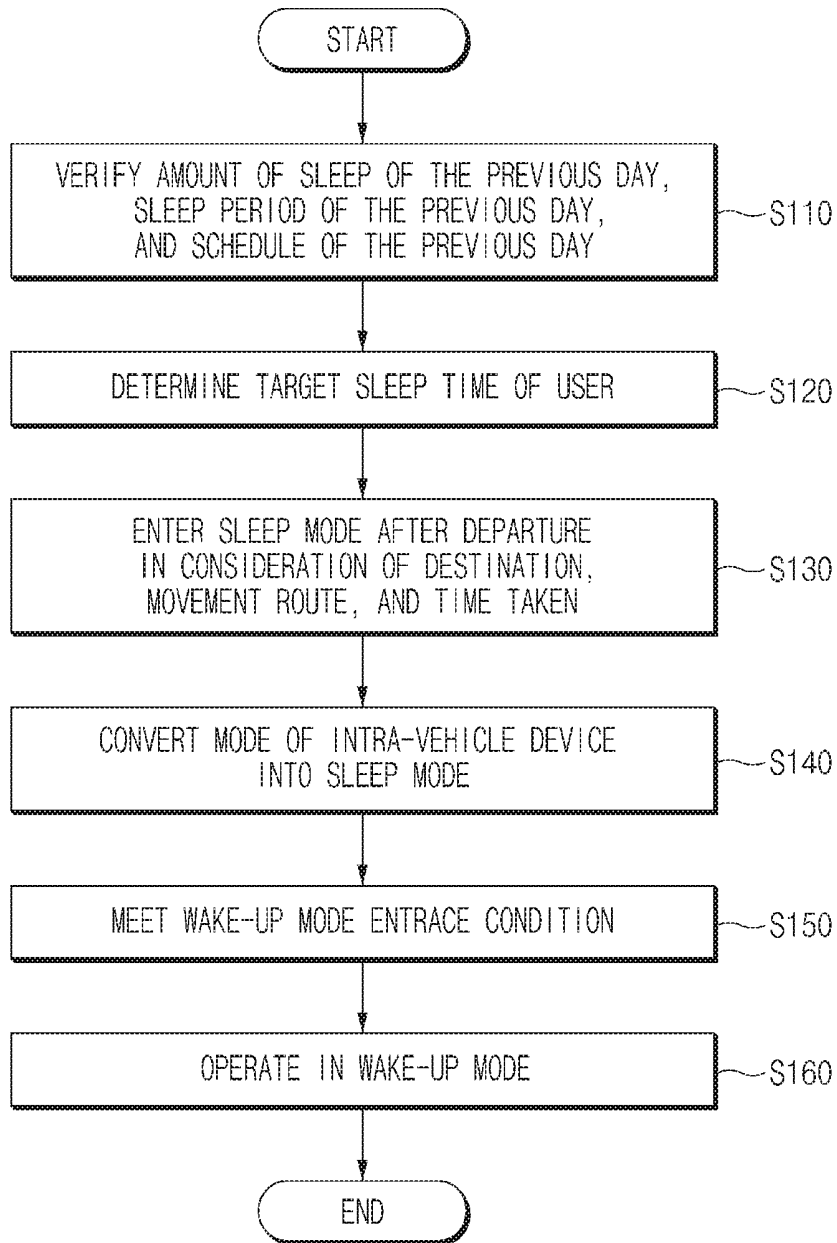 START
VERIFY AMOUNT OF SLEEP OF THE PREVIOUS DAY,
SLEEP PERIOD OF THE PREVIOUS DAY,
AND SCHEDULE OF THE PREVIOUS DAY
S110
DETERMINE TARGET SLEEP TIME OF USER
S120
ENTER SLEEP MODE AFTER DEPARTURE
IN CONSIDERATION OF DESTINATION,
MOVEMENT ROUTE, AND TIME TAKEN
S130
CONVERT MODE OF INTRA-VEHICLE DEVICE
INTO SLEEP MODE
S140
MEET WAKE-UP MODE ENTRACE CONDITION
S150
OPERATE IN WAKE-UP MODE
S160
END